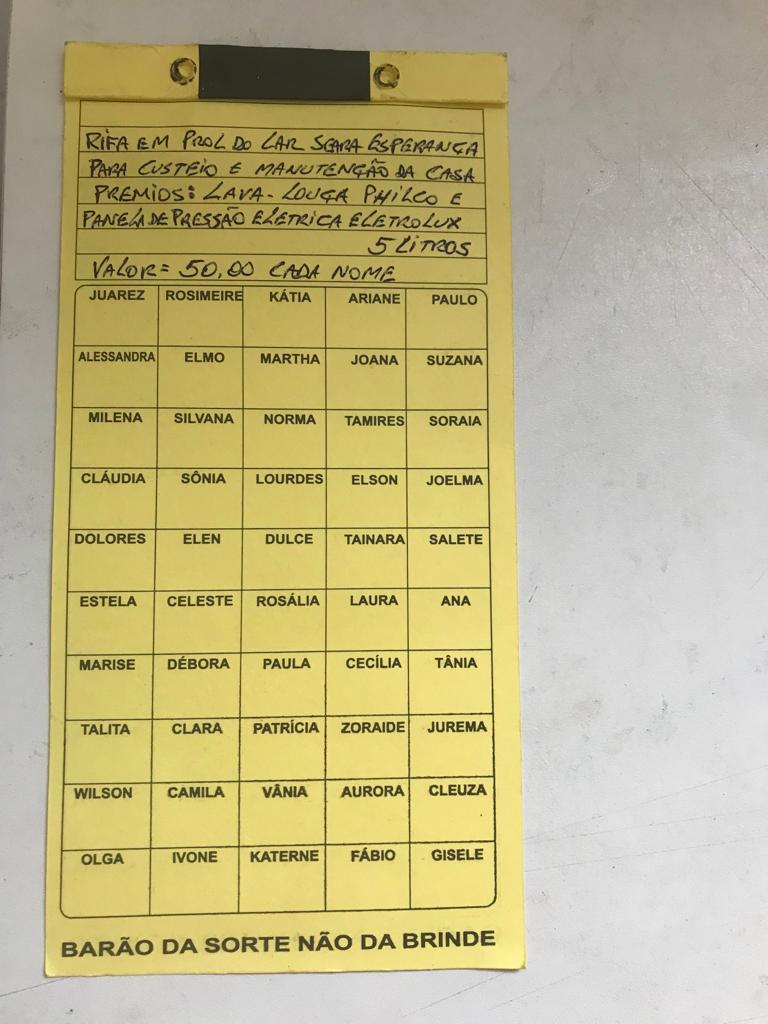 RIFA EM PROL DO LAR SEARA ESPERANÇA
PARA CUSTEIO E MANUTENÇÃO DA CASA
PREMIOS: LAVA-LOUÇA PHILCO E
PANELA DE PRESSÃO ELETRICA ELETROLUX
5 LITROS
VALOR = 50,00 CADA NOME
JUAREZ ROSIMEIRE KÁTIA ARIANE PAULO
ALESSANDRA ELMO MARTHA JOANA SUZANA
MILENA SILVANA NORMA TAMIRES SORAIA
CLÁUDIA SÔNIA LOURDES ELSON JOELMA
DOLORES ELEN DULCE TAINARA SALETE
ESTELA CELESTE ROSÁLIA LAURA ANA
MARISE DÉBORA PAULA CECÍLIA TÂNIA
TALITA CLARA PATRÍCIA ZORAIDE JUREMA
WILSON CAMILA VÂNIA AURORA CLEUZA
OLGA IVONE KATERNE FÁBIO GISELE
BARÃO DA SORTE NÃO DA BRINDE